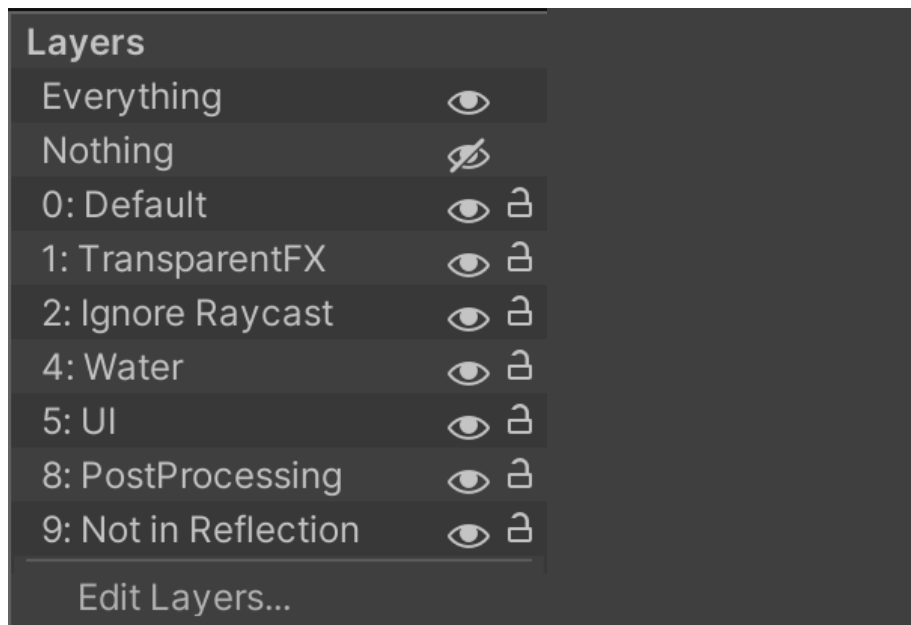 Layers
Everything
Nothing
0: Default
1: TransparentFX
2: Ignore Raycast
4: Water
5: UI
8: PostProcessing
9: Not in Reflection
Edit Layers...